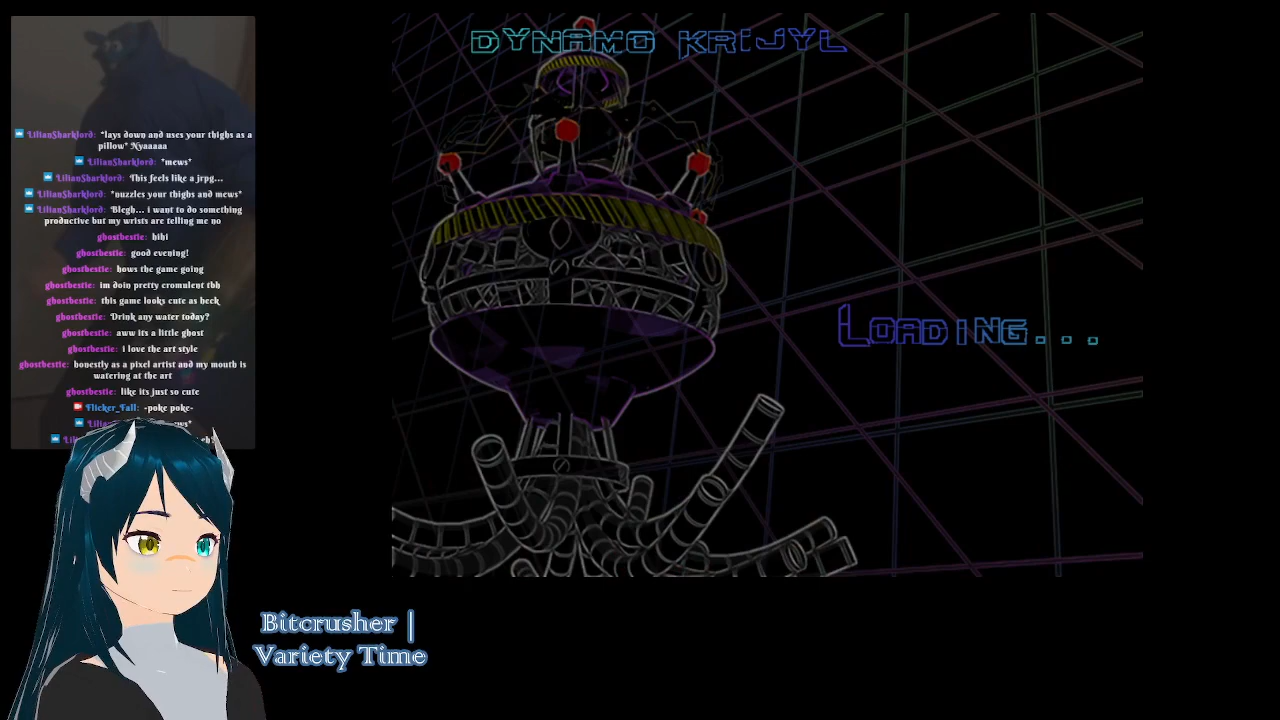 DYNAMO KRIJYL
LilianSharklord: *lays down and uses your thighs as a
pillow* Nyaaaaa
LilianSharklord: *mews*
LilianSharklord: This feels like a jrpg...
LilianSharklord: *nuzzles your thighs and mews*
LilianSharklord: Blegh... i want to do something
productive but my wrists are telling me no
ghostbestie: hihi
ghostbestie: good evening!
ghostbestie: hows the game going
ghostbestie: im doin pretty cromulent tbh
ghostbestie: this game looks cute as heck
ghostbestie: Drink any water today?
ghostbestie: aww its a little ghost
ghostbestie: i love the art style
ghostbestie: honestly as a pixel artist and my mouth is
watering at the art
ghostbestie: like its just so cute
Flicker_Fall: -poke poke-
LOADING...
Bitcrusher |
Variety Time